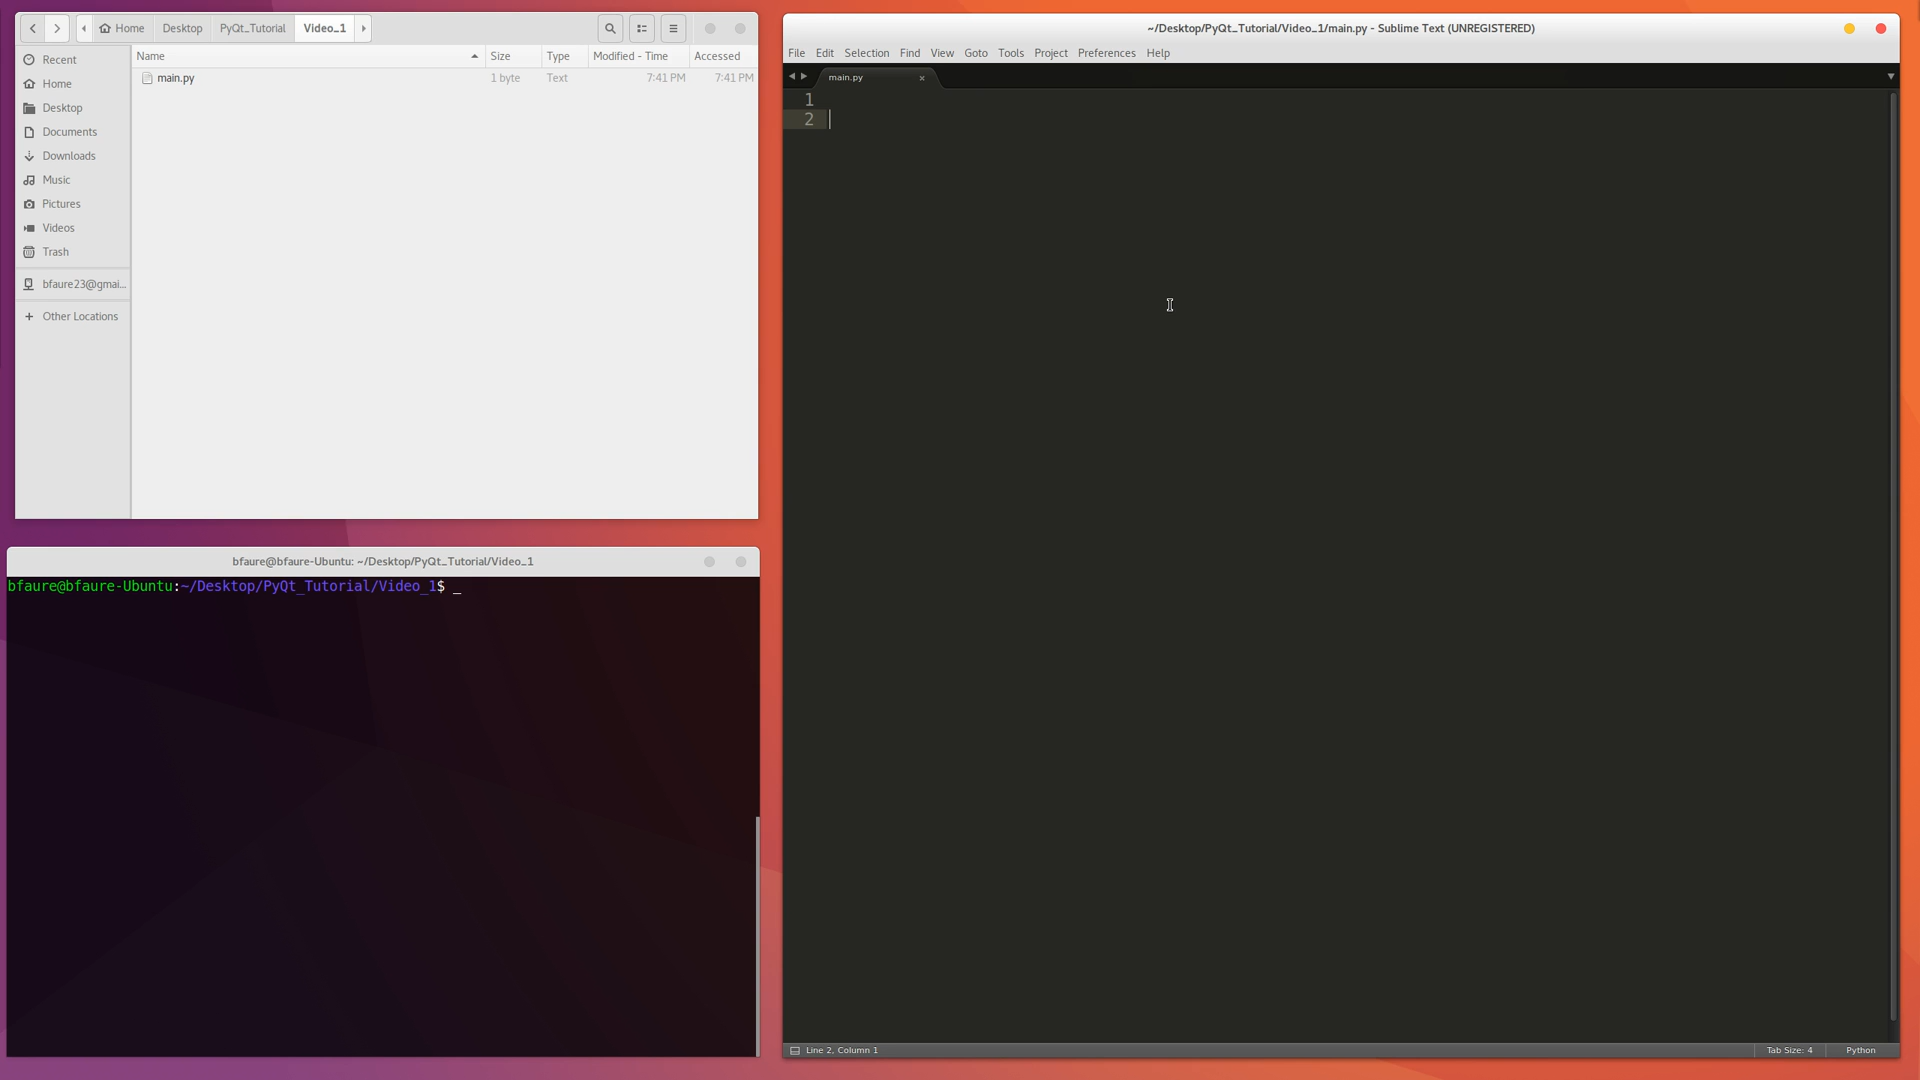 Home Desktop PyQt_Tutorial Video_1
Name Size Type Modified - Time Accessed
main.py 1 byte Text 7:41 PM 7:41 PM
Recent
Home
Desktop
Documents
Downloads
Music
Pictures
Videos
Trash
bfaure23@gmai...
Other Locations
bfaure@bfaure-Ubuntu: ~/Desktop/PyQt_Tutorial/Video_1
bfaure@bfaure-Ubuntu:~/Desktop/PyQt_Tutorial/Video_1$ _
~/Desktop/PyQt_Tutorial/Video_1/main.py - Sublime Text (UNREGISTERED)
File Edit Selection Find View Goto Tools Project Preferences Help
main.py
1
2
Line 2, Column 1 Tab Size: 4 Python